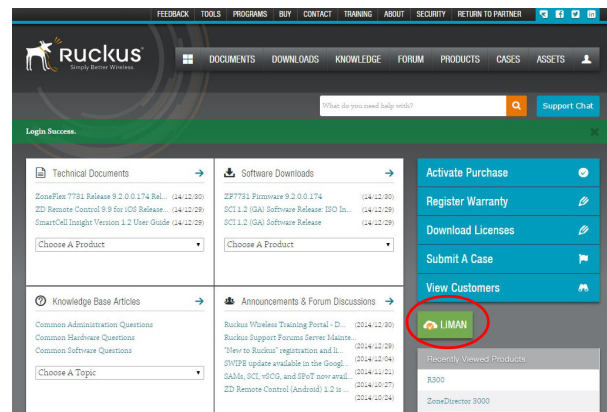 FEEDBACK TOOLS PROGRAMS BUY CONTACT TRAINING ABOUT SECURITY RETURN TO PARTNER
Ruckus
Simply Better Wireless.
DOCUMENTS DOWNLOADS KNOWLEDGE FORUM PRODUCTS CASES ASSETS
What do you need help with?
Support Chat
Login Success.
Technical Documents
ZoneFlex 7731 Release 9.2.0.0.174 Rel... (14/12/30)
ZD Remote Control 9.9 for iOS Release... (14/12/29)
SmartCell Insight Version 1.2 User Guide (14/12/29)
Choose A Product
Software Downloads
ZF7731 Firmware 9.2.0.0.174 (14/12/30)
SCI 1.2 (GA) Software Release: ISO In... (14/12/29)
SCI 1.2 (GA) Software Release (14/12/29)
Choose A Product
Activate Purchase
Register Warranty
Download Licenses
Submit A Case
View Customers
LiMAN
Knowledge Base Articles
Common Administration Questions
Common Hardware Questions
Common Software Questions
Choose A Topic
Announcements & Forum Discussions
Ruckus Wireless Training Portal - D... (2014/12/30)
Ruckus Support Forums Server Mainte...
(2014/12/29)
"New to Ruckus" registration and li...
(2014/12/04)
SWIPE update available in the Googl...
(2014/11/21)
SAMs, SCI, vSCG, and SPoT now avail...
(2014/10/27)
ZD Remote Control (Android) 1.2 is ...
(2014/10/24)
Recently Viewed Products
R300
ZoneDirector 3000